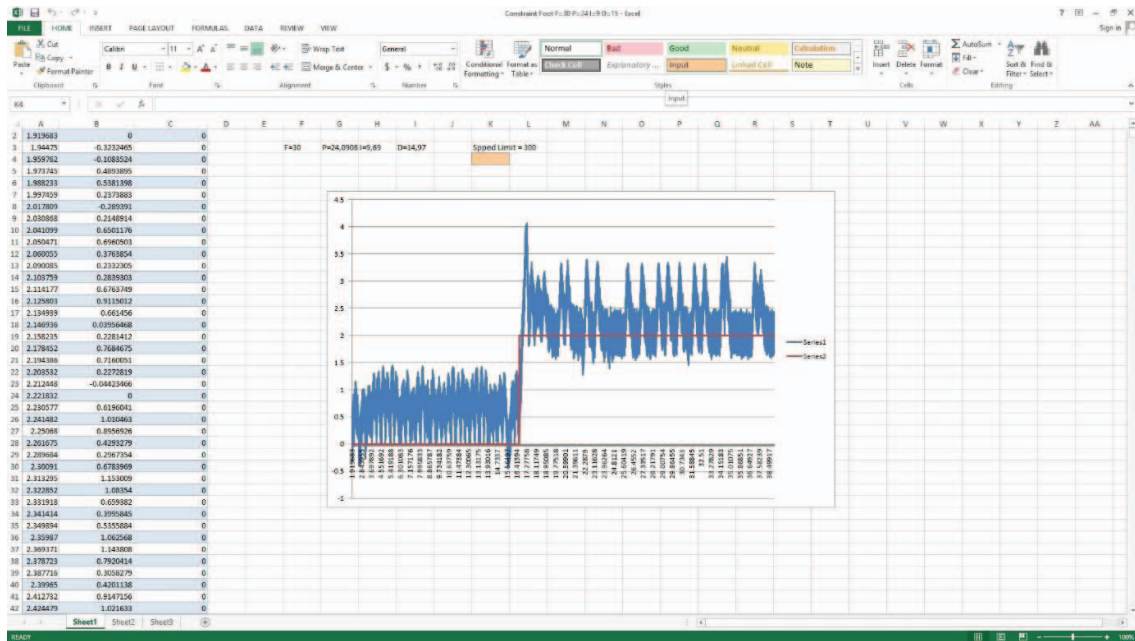 Constraint Foot F=30 P=24 I=9 D=15 - Excel
Sign in
FILE HOME INSERT PAGE LAYOUT FORMULAS DATA REVIEW VIEW
Cut
Copy
Format Painter
Paste
Calibri 11
Wrap Text
Merge & Center
General
Conditional Formatting
Format as Table
Normal Bad Good Neutral Calculation
Check Cell Explanatory ... Input Linked Cell Note
Insert Delete Format
AutoSum
Fill
Clear
Sort & Filter
Find & Select
Clipboard Font Alignment Number Styles Cells Editing
Input
K4
A B C D E F G H I J K L M N O P Q R S T U V W X Y Z AA
2 1.919683 0 0
3 1.94475 -0.3232465 0 F=30 P=24,0908 I=9,69 D=14,97 Spped Limit = 300
4 1.959762 -0.1083524 0
5 1.973745 0.4893895 0
6 1.988233 0.5381398 0
7 1.997459 0.2373883 0
8 2.017809 -0.289391 0
9 2.030868 0.2148914 0
10 2.041099 0.6501176 0
11 2.050471 0.6960503 0
12 2.060055 0.3763854 0
13 2.090085 0.2332305 0
14 2.103759 0.2839303 0
15 2.114177 0.6763749 0
16 2.125803 0.9115012 0
17 2.134939 0.661456 0
18 2.146936 0.03956468 0
19 2.158235 0.2281412 0
20 2.178452 0.7684675 0
21 2.194386 0.7160051 0
22 2.203532 0.2272819 0
23 2.212448 -0.04423466 0
24 2.221832 0 0
25 2.230577 0.6196041 0
26 2.241482 1.010463 0
27 2.25068 0.8956926 0
28 2.261675 0.4293279 0
29 2.289684 0.2967354 0
30 2.30091 0.6783969 0
31 2.313295 1.153009 0
32 2.322852 1.08354 0
33 2.331918 0.659382 0
34 2.341414 0.3995845 0
35 2.349894 0.5355884 0
36 2.35987 1.062568 0
37 2.369371 1.143808 0
38 2.378723 0.7920414 0
39 2.387716 0.3058279 0
40 2.39965 0.4201138 0
41 2.412732 0.9147156 0
42 2.424479 1.021633 0
4.5
4
3.5
3
2.5
2
1.5
1
0.5
0
-0.5
-1
Series1
Series2
Sheet1 Sheet2 Sheet3
READY
100%